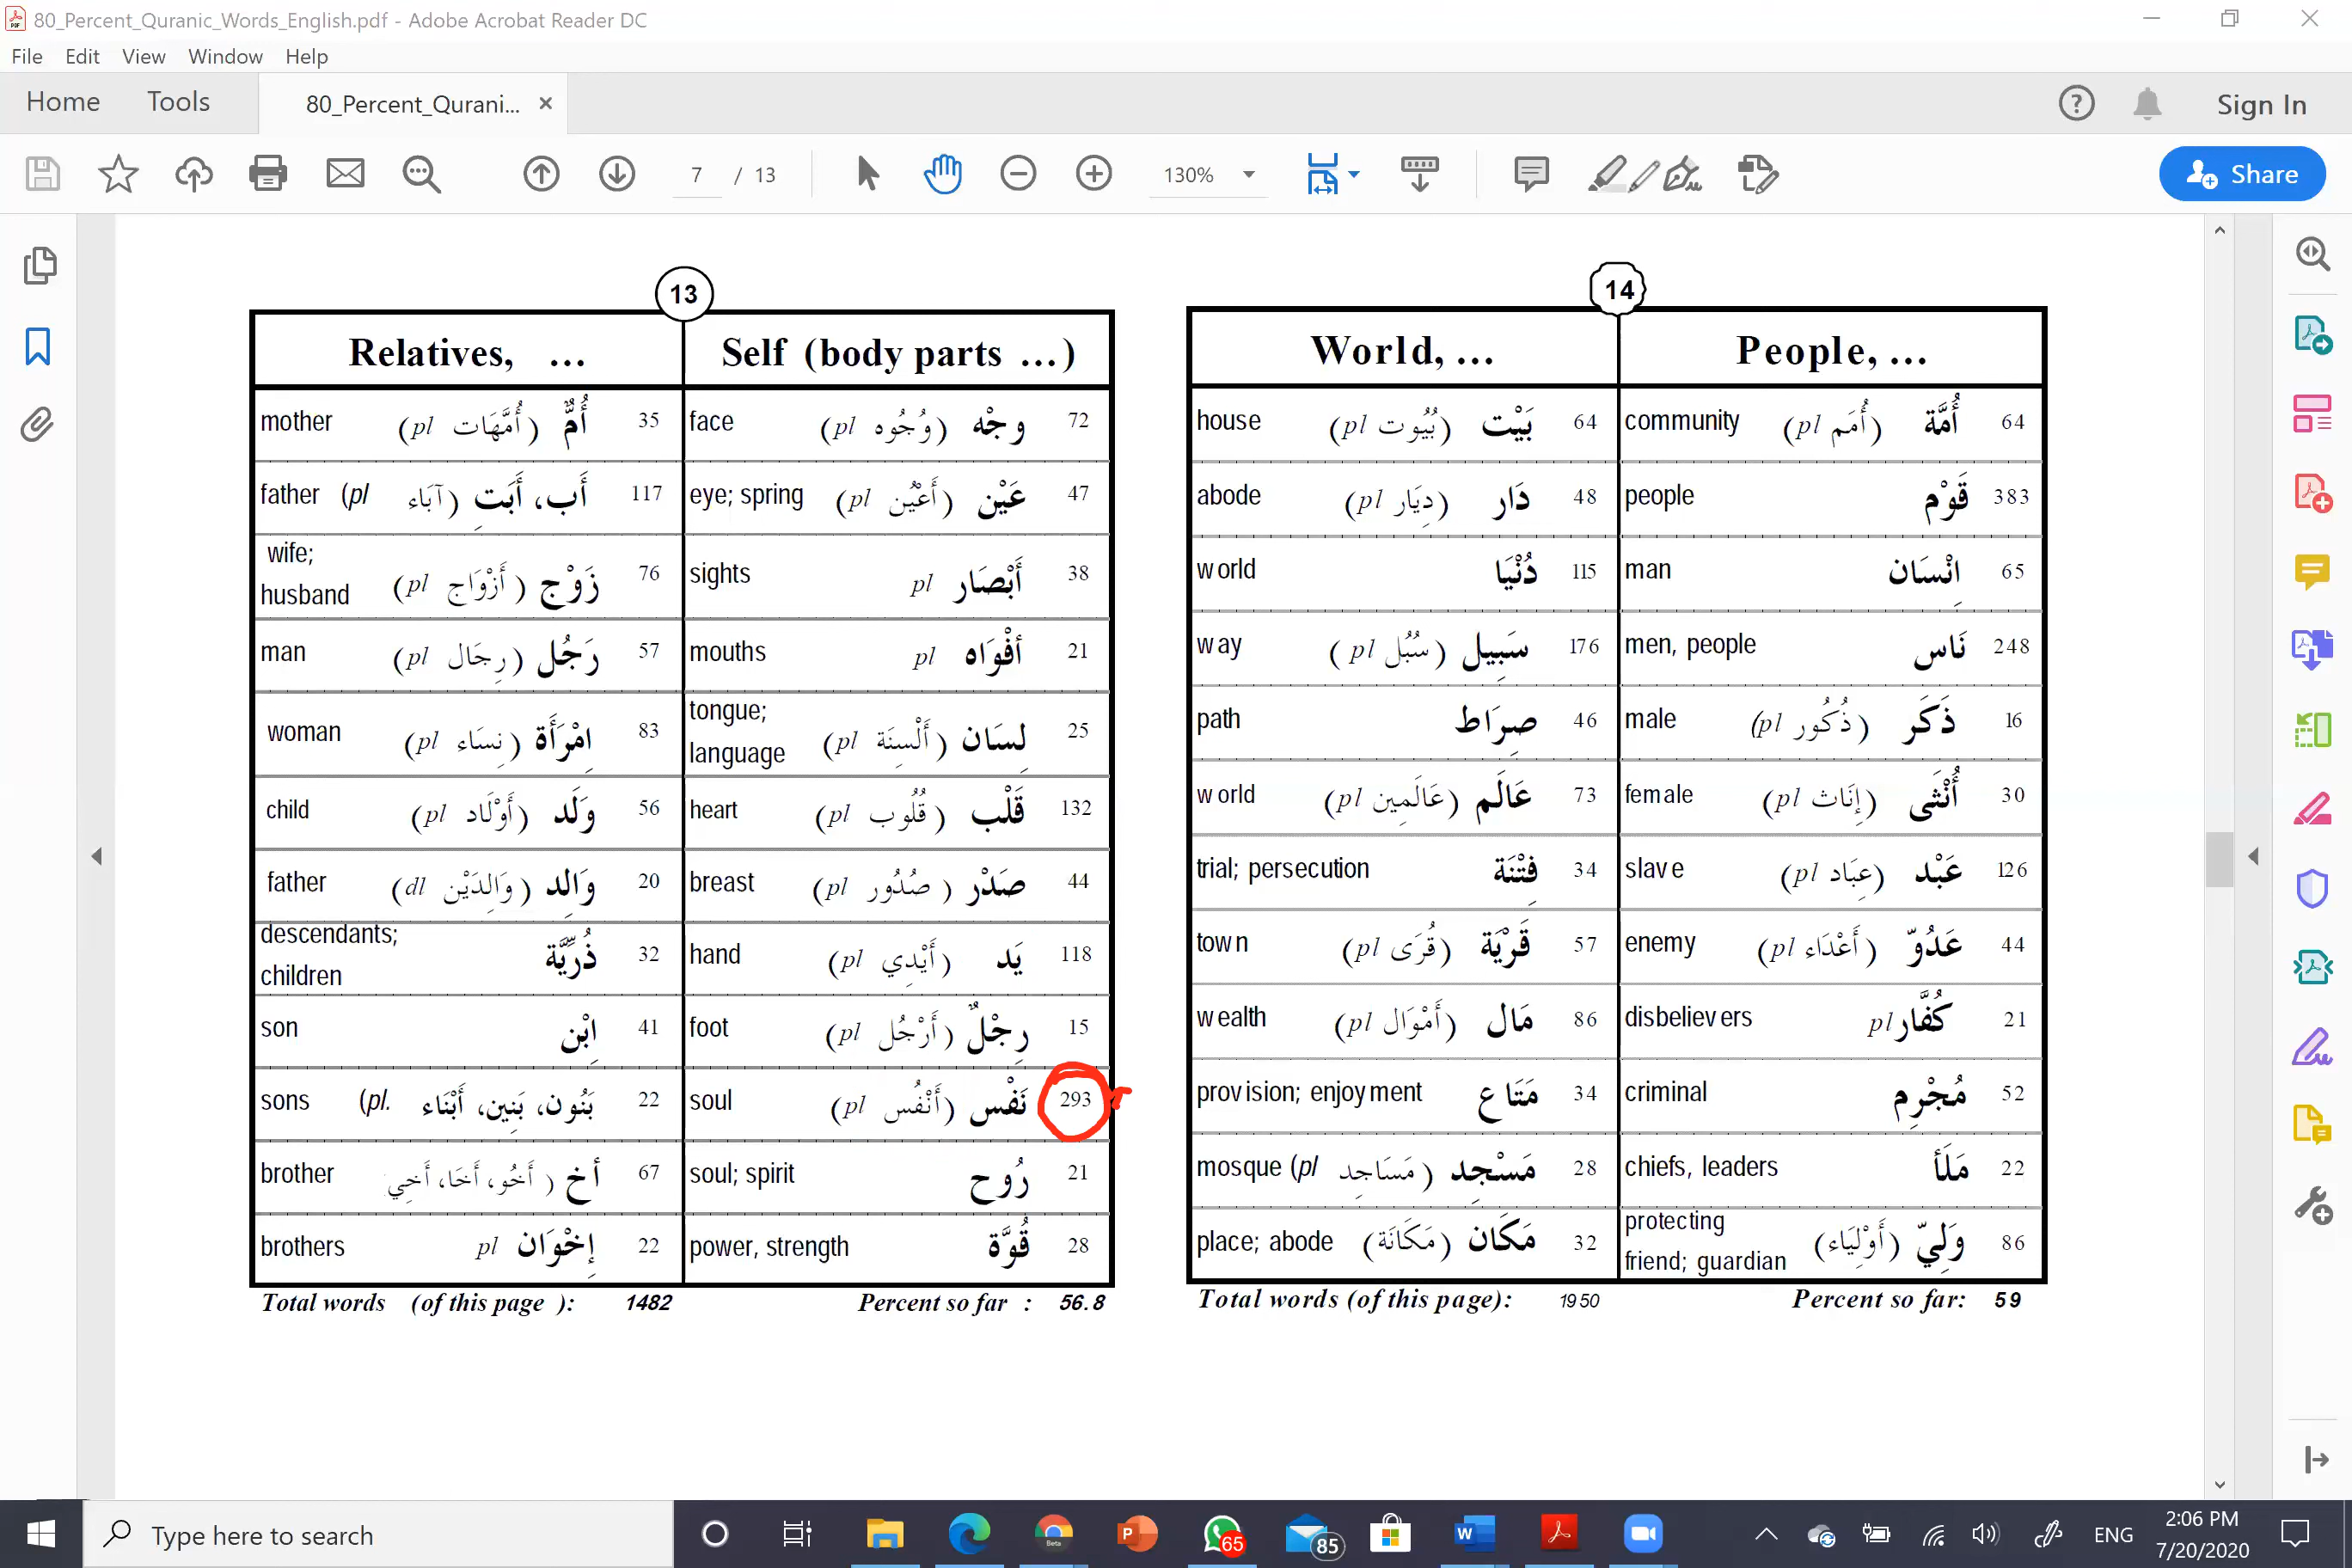 80_Percent_Quranic_Words_English.pdf - Adobe Acrobat Reader DC
File Edit View Window Help
Home Tools 80_Percent_Qurani... Sign In
7 / 13 130% Share
13
Relatives, ... Self (body parts ...)
mother (أُمَّهَات pl) أُمٌّ 35 face (وُجُوه pl) وجْه 72
father (pl آبَاء) أَب، أَبَتِ 117 eye; spring (أَعْيُن pl) عَيْن 47
wife;
husband (أَزْوَاج pl) زَوْج 76 sights pl أَبْصَار 38
man (رِجَال pl) رَجُل 57 mouths pl أفْوَاه 21
woman (نِسَاء pl) اِمْرَأَة 83 tongue;
language (أَلْسِنَة pl) لِسَان 25
child (أَوْلَاد pl) وَلَد 56 heart (قُلُوب pl) قَلْب 132
father (وَالِدَيْن dl) وَالِد 20 breast (صُدُور pl) صَدْر 44
descendants;
children ذُرِّيَّة 32 hand (أَيْدِي pl) يَد 118
son اِبْن 41 foot (أَرْجُل pl) رِجْلٌ 15
sons (pl. بَنُون، بَنِين، أَبْنَاء 22 soul (أَنْفُس pl) نَفْس 293
brother (أَخُو، أَخَا، أَخِي أخ 67 soul; spirit رُوح 21
brothers pl إِخْوَان 22 power, strength قُوَّة 28
Total words (of this page ): 1482 Percent so far : 56.8
14
World, ... People, ...
house (بُيُوت pl) بَيْت 64 community (أُمَم pl) أُمَّة 64
abode (دِيَار pl) دَار 48 people قَوْم 383
world دُنْيَا 115 man اِنْسَان 65
way (سُبُل pl) سَبِيل 176 men, people نَاس 248
path صِرَاط 46 male (ذُكُور pl) ذَكَر 16
world (عَالَمِين pl) عَالَم 73 female (إِنَاث pl) أُنْثَى 30
trial; persecution فِتْنَة 34 slave (عِبَاد pl) عَبْد 126
town (قُرَى pl) قَرْيَة 57 enemy (أَعْدَاء pl) عَدُوّ 44
wealth (أَمْوَال pl) مَال 86 disbelievers pl كُفَّار 21
provision; enjoyment مَتَاع 34 criminal مُجْرِم 52
mosque (pl مَسَاجِد) مَسْجِد 28 chiefs, leaders مَلَأ 22
place; abode (مَكَانَة) مَكَان 32 protecting
friend; guardian (أَوْلِيَاء) وَلِيّ 86
Total words (of this page): 1950 Percent so far: 59
Type here to search 65 85 ENG 2:06 PM
7/20/2020